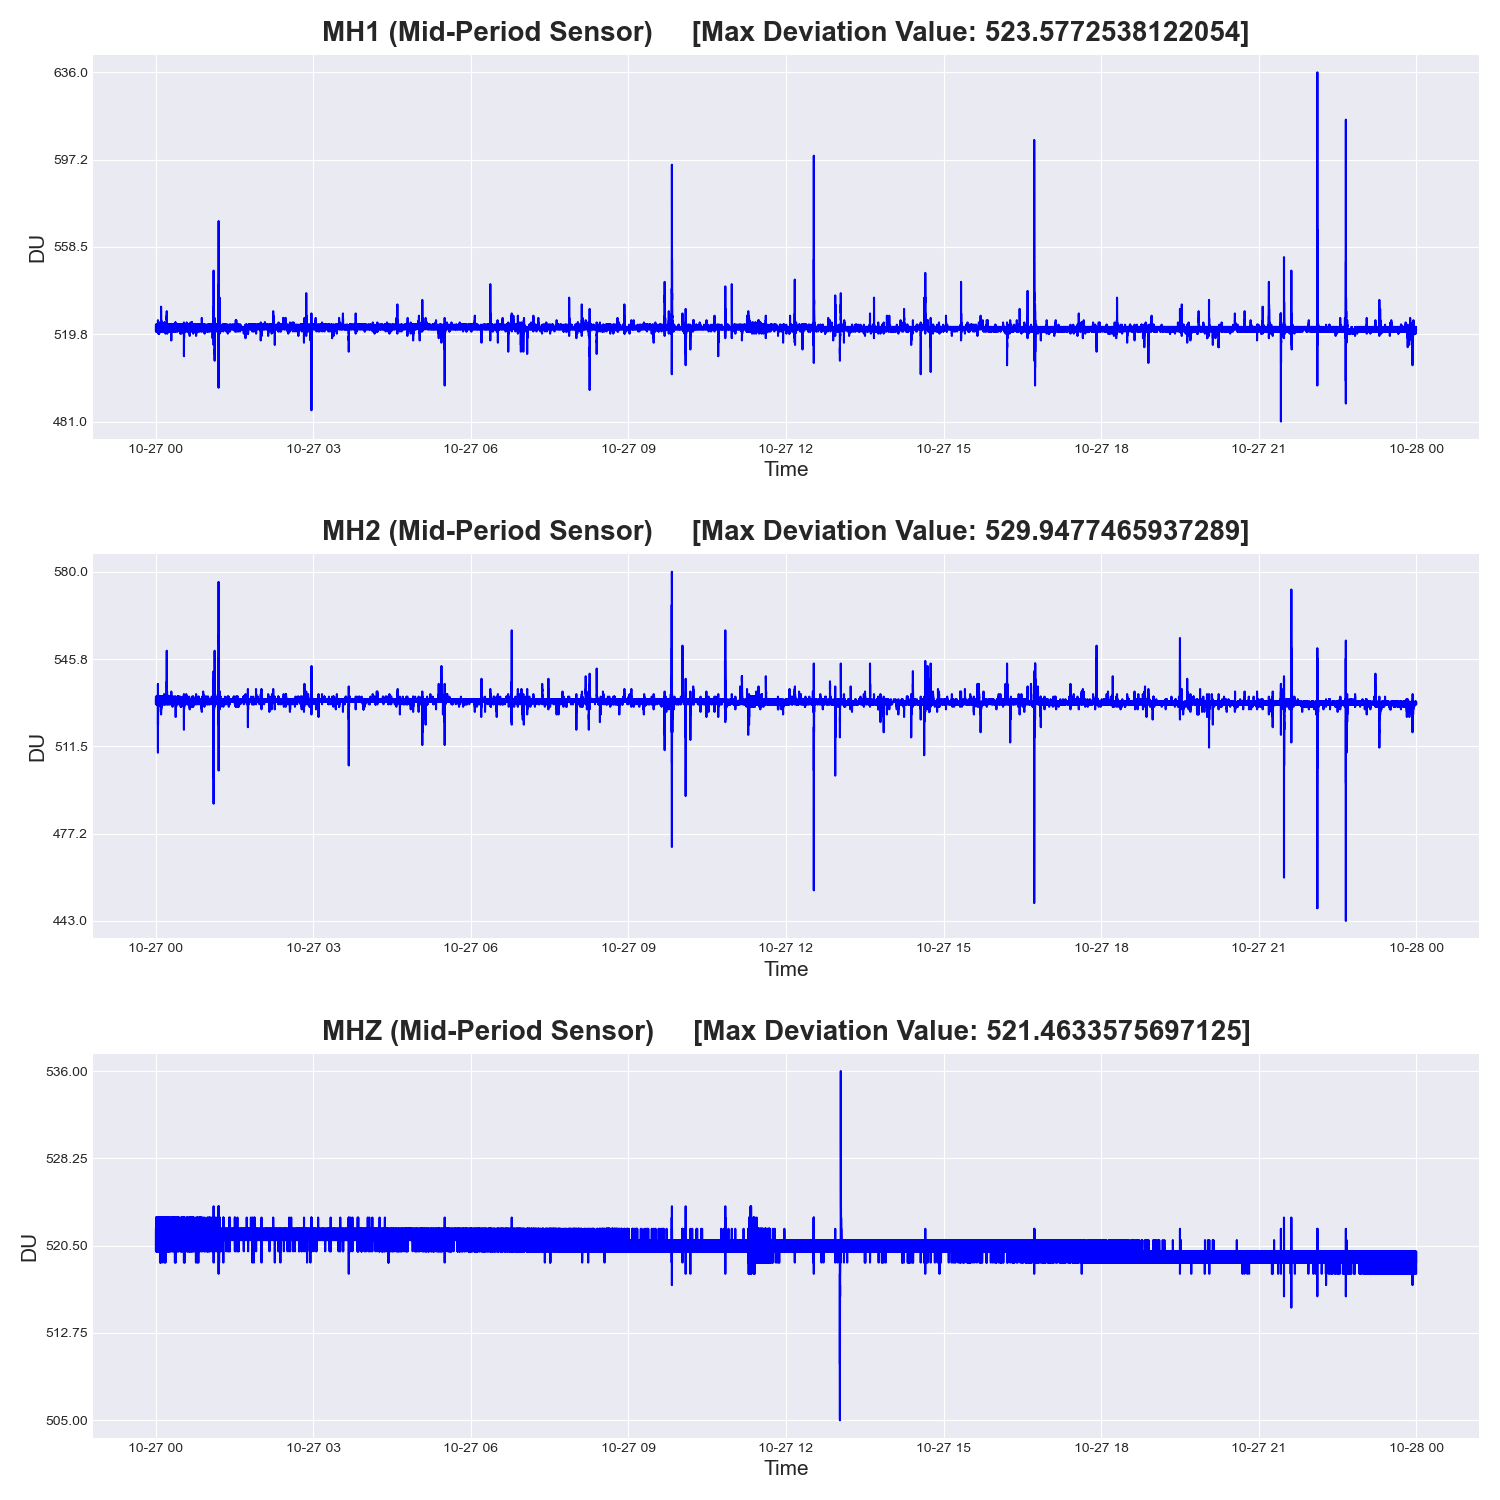 MH1 (Mid-Period Sensor) [Max Deviation Value: 523.5772538122054]
636.0
597.2
558.5
519.8
481.0
DU
10-27 00 10-27 03 10-27 06 10-27 09 10-27 12 10-27 15 10-27 18 10-27 21 10-28 00
Time
MH2 (Mid-Period Sensor) [Max Deviation Value: 529.9477465937289]
580.0
545.8
511.5
477.2
443.0
DU
10-27 00 10-27 03 10-27 06 10-27 09 10-27 12 10-27 15 10-27 18 10-27 21 10-28 00
Time
MHZ (Mid-Period Sensor) [Max Deviation Value: 521.4633575697125]
536.00
528.25
520.50
512.75
505.00
DU
10-27 00 10-27 03 10-27 06 10-27 09 10-27 12 10-27 15 10-27 18 10-27 21 10-28 00
Time